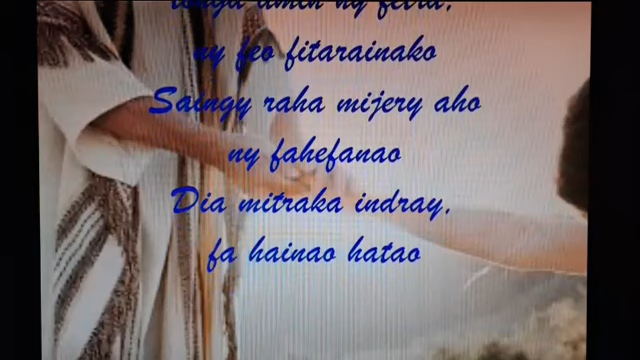 ny feo fitarainako
Saingy raha mijery aho
ny fahefanao
Dia mitraka indray,
fa hainao hatao